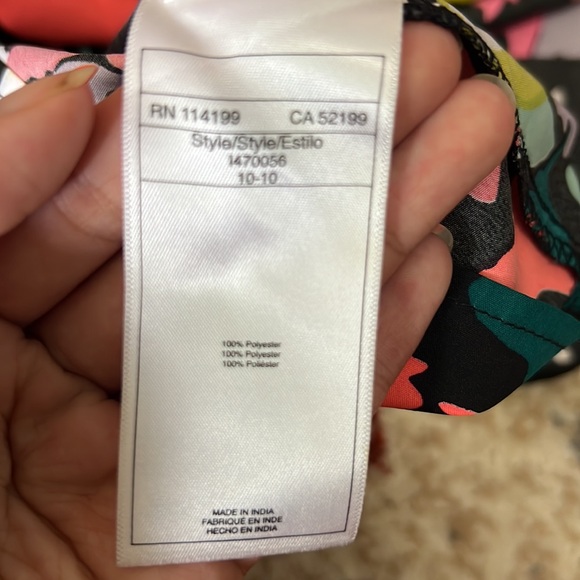 RN 114199 CA 52199
Style/Style/Estilo
1470056
10-10
100% Polyester
100% Polyester
100% Poliéster
MADE IN INDIA
FABRIQUÉ EN INDE
HECHO EN INDIA